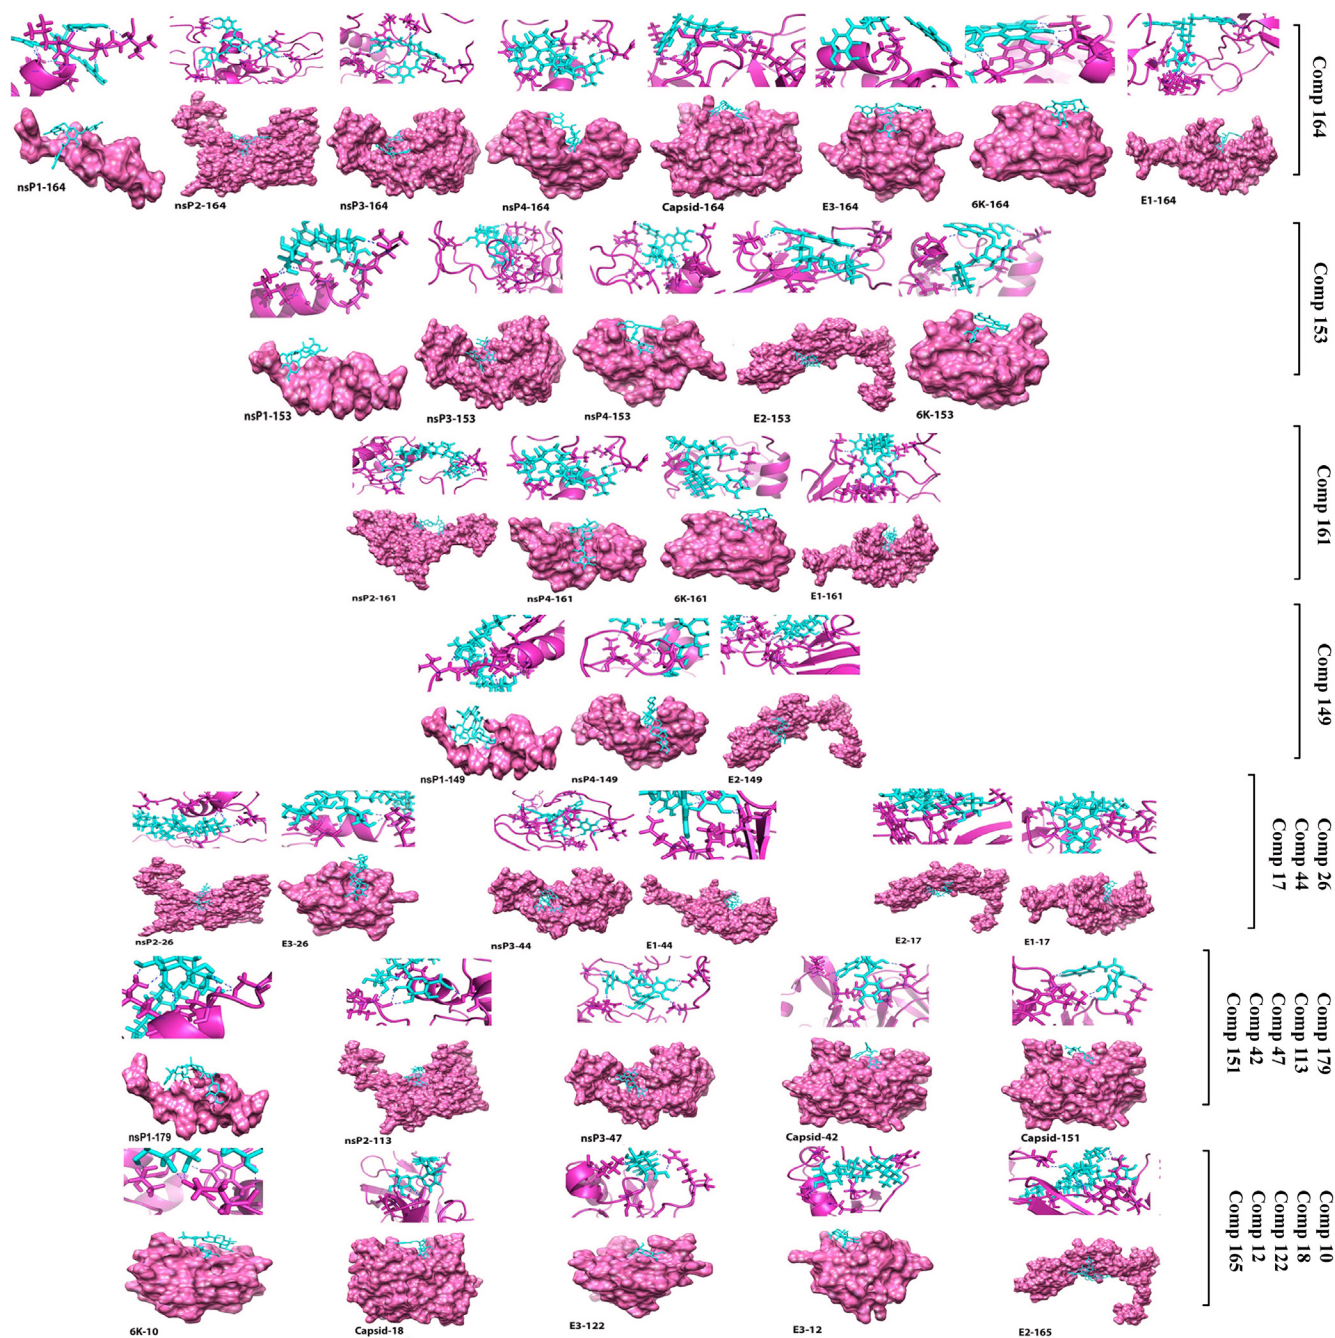 nsP1-164
nsP2-164
nsP3-164
nsP4-164
Capsid-164
E3-164
6K-164
E1-164
Comp 164
nsP1-153
nsP3-153
nsP4-153
E2-153
6K-153
Comp 153
nsP2-161
nsP4-161
6K-161
E1-161
Comp 161
nsP1-149
nsP4-149
E2-149
Comp 149
nsP2-26
E3-26
nsP3-44
E1-44
E2-17
E1-17
Comp 26
Comp 44
Comp 17
nsP1-179
nsP2-113
nsP3-47
Capsid-42
Capsid-151
Comp 179
Comp 113
Comp 47
Comp 42
Comp 151
6K-10
Capsid-18
E3-122
E3-12
E2-165
Comp 10
Comp 18
Comp 122
Comp 12
Comp 165